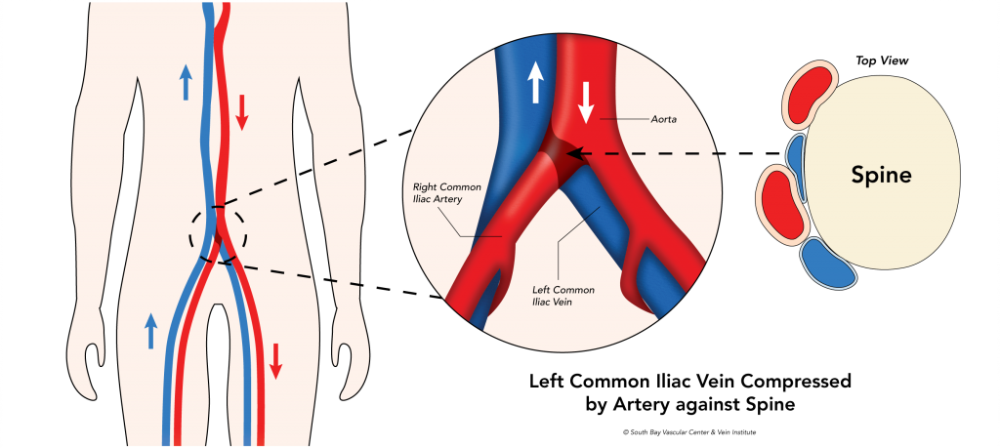 Top View
Aorta
Spine
Right Common
Iliac Artery
Left Common
Iliac Vein
Left Common Iliac Vein Compressed
by Artery against Spine
© South Bay Vascular Center & Vein Institute